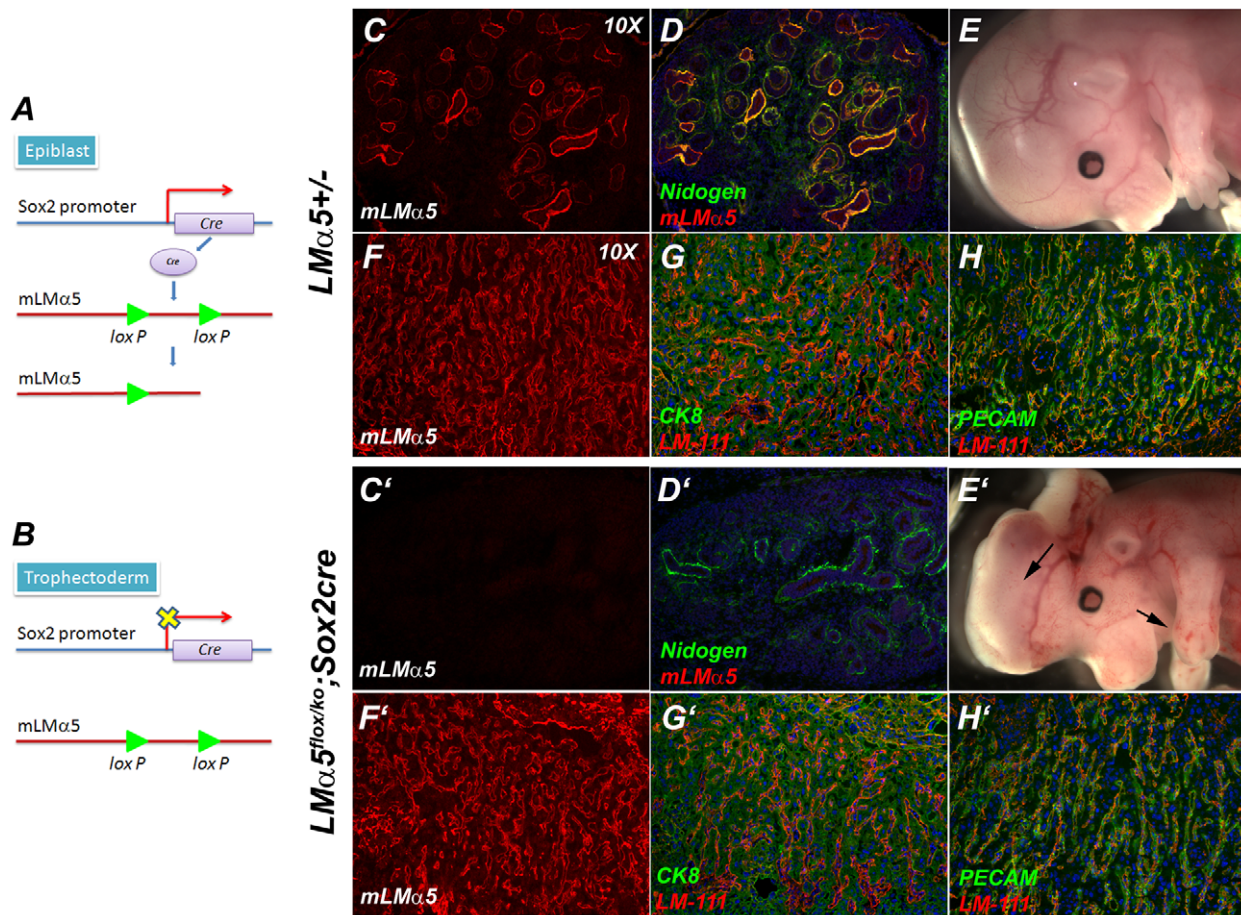 A
Epiblast
Sox2 promoter
Cre
Cre
mLMα5
lox P
lox P
mLMα5
B
Trophectoderm
Sox2 promoter
Cre
mLMα5
lox P
lox P
LMα5+/-
C
10X
mLMα5
D
Nidogen
mLMα5
E
F
10X
mLMα5
G
CK8
LM-111
H
PECAM
LM-111
LMα5flox/ko;Sox2cre
C'
mLMα5
D'
Nidogen
mLMα5
E'
F'
mLMα5
G'
CK8
LM-111
H'
PECAM
LM-111